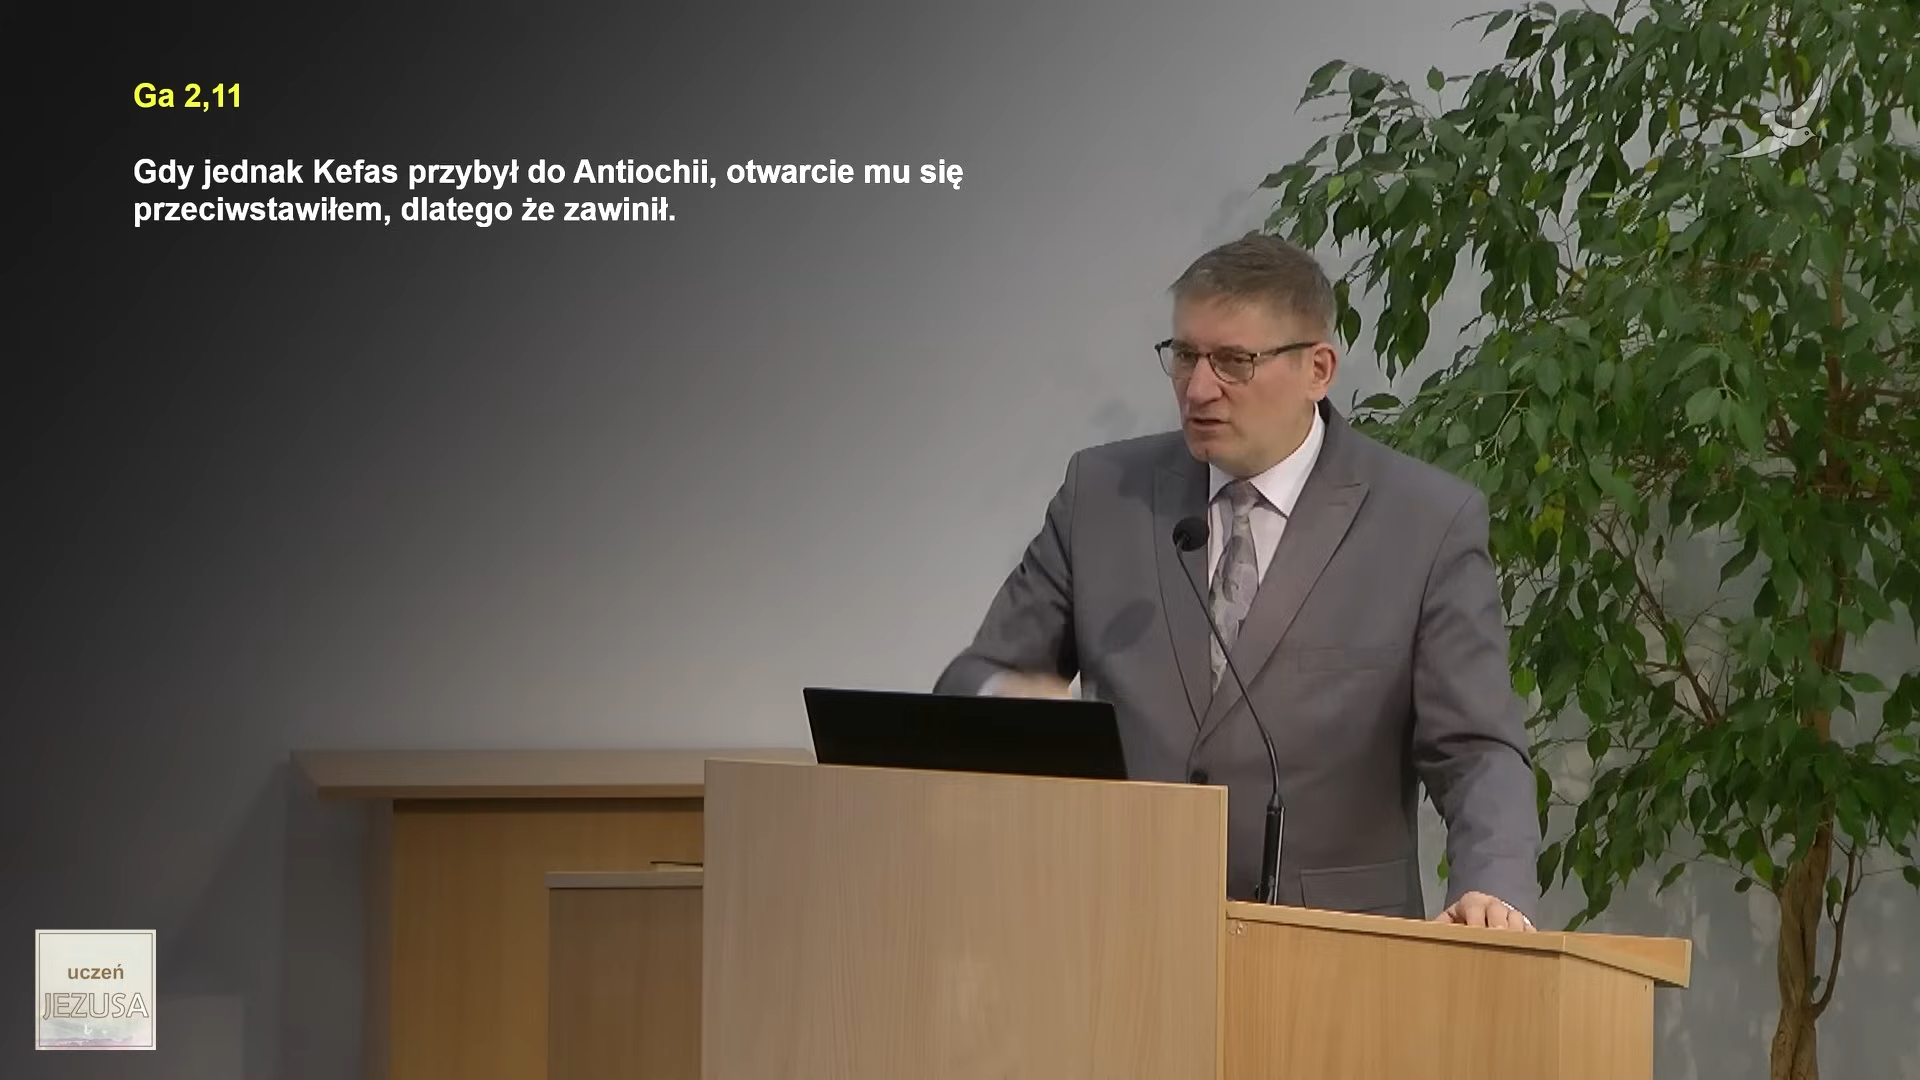 Ga 2,11
Gdy jednak Kefas przybył do Antiochii, otwarcie mu się
przeciwstawiłem, dlatego że zawinił.
uczeń
JEZUSA